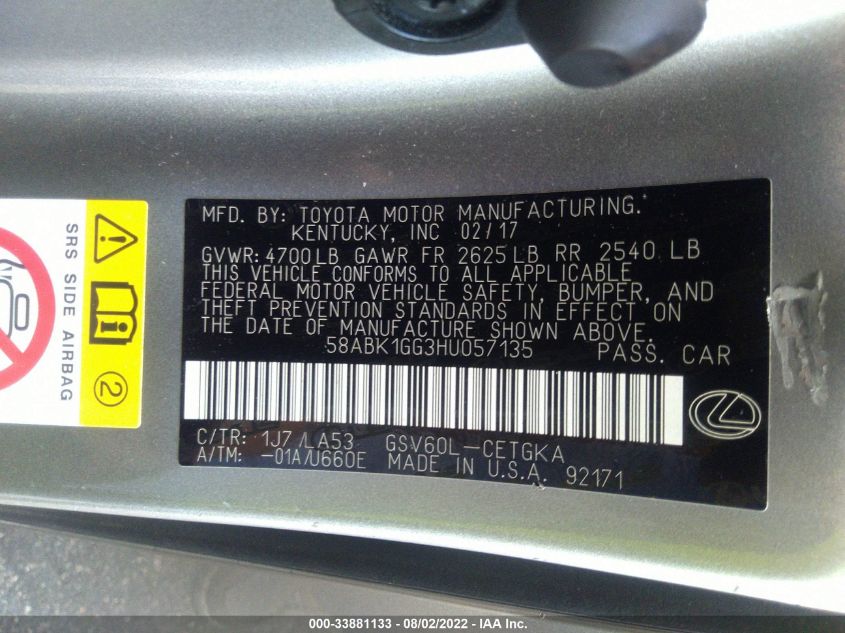 MFD. BY: TOYOTA MOTOR MANUFACTURING.
KENTUCKY, INC 02/17
GVWR: 4700LB GAWR FR 2625LB RR 2540 LB
THIS VEHICLE CONFORMS TO ALL APPLICABLE
FEDERAL MOTOR VEHICLE SAFETY, BUMPER, AND
THEFT PREVENTION STANDARDS IN EFFECT ON
THE DATE OF MANUFACTURE SHOWN ABOVE.
58ABK1GG3HU057135 PASS. CAR
C/TR: 1J7/LA53 GSV60L-CETGKA
A/TM: -01A/U660E MADE IN U.S.A. 92171
SRS SIDE AIRBAG
2
000-33881133 - 08/02/2022 - IAA Inc.